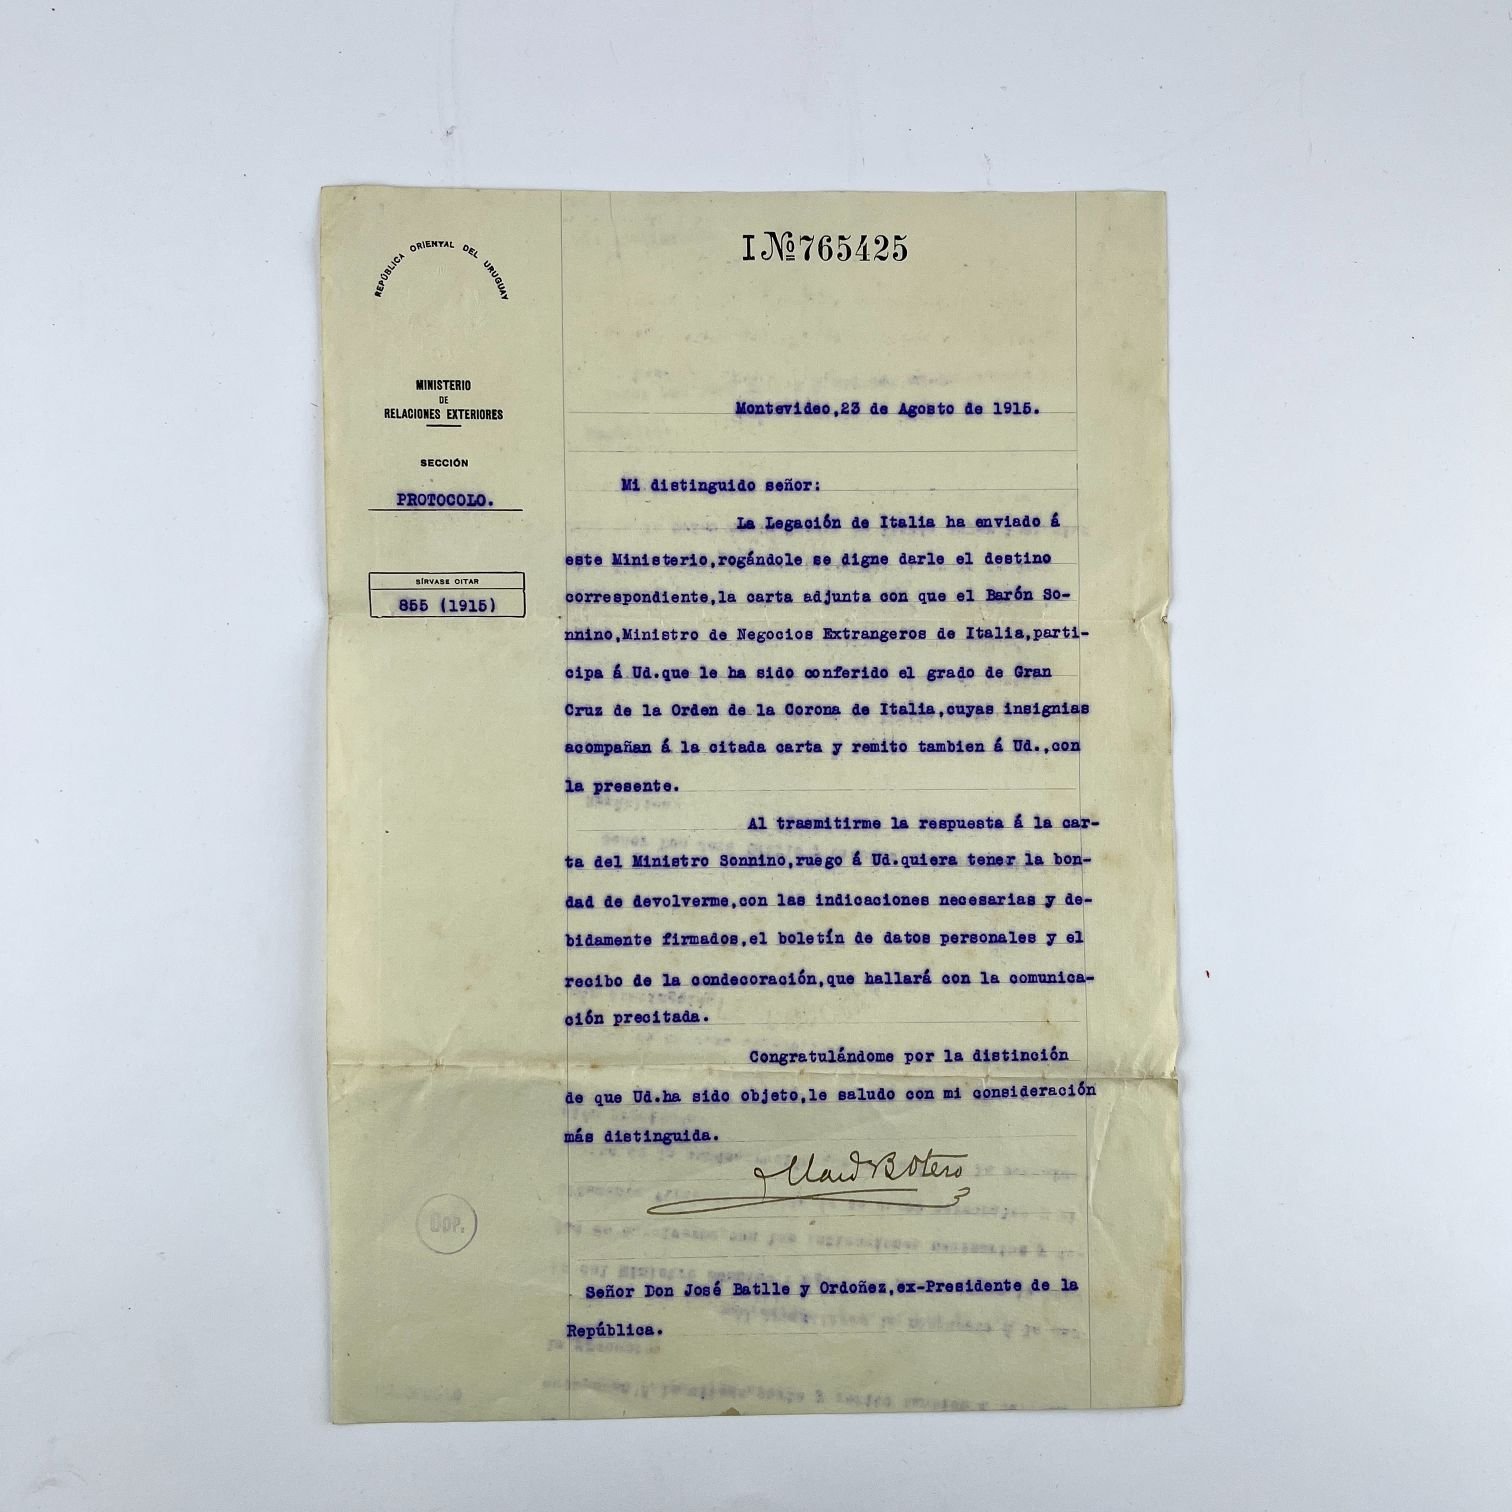 REPÚBLICA ORIENTAL DEL URUGUAY
MINISTERIO
DE
RELACIONES EXTERIORES
SECCIÓN
PROTOCOLO.
SÍRVASE CITAR
855 (1915)
I Nº 765425
Montevideo,23 de Agosto de 1915.
Mi distinguido señor:
La Legación de Italia ha enviado á
este Ministerio,rogándole se digne darle el destino
correspondiente,la carta adjunta con que el Barón So-
nnino,Ministro de Negocios Extrangeros de Italia,parti-
cipa á Ud.que le ha sido conferido el grado de Gran
Cruz de la Orden de la Corona de Italia,cuyas insignias
acompañan á la citada carta y remito tambien á Ud.,con
la presente.
Al trasmitirme la respuesta á la car-
ta del Ministro Sonnino,ruego á Ud.quiera tener la bon-
dad de devolverme,con las indicaciones necesarias y de-
bidamente firmados,el boletín de datos personales y el
recibo de la condecoración,que hallará con la comunica-
ción precitada.
Congratulándome por la distinción
de que Ud.ha sido objeto,le saludo con mi consideración
más distinguida.
B Otero
Señor Don José Batlle y Ordoñez,ex-Presidente de la
República.